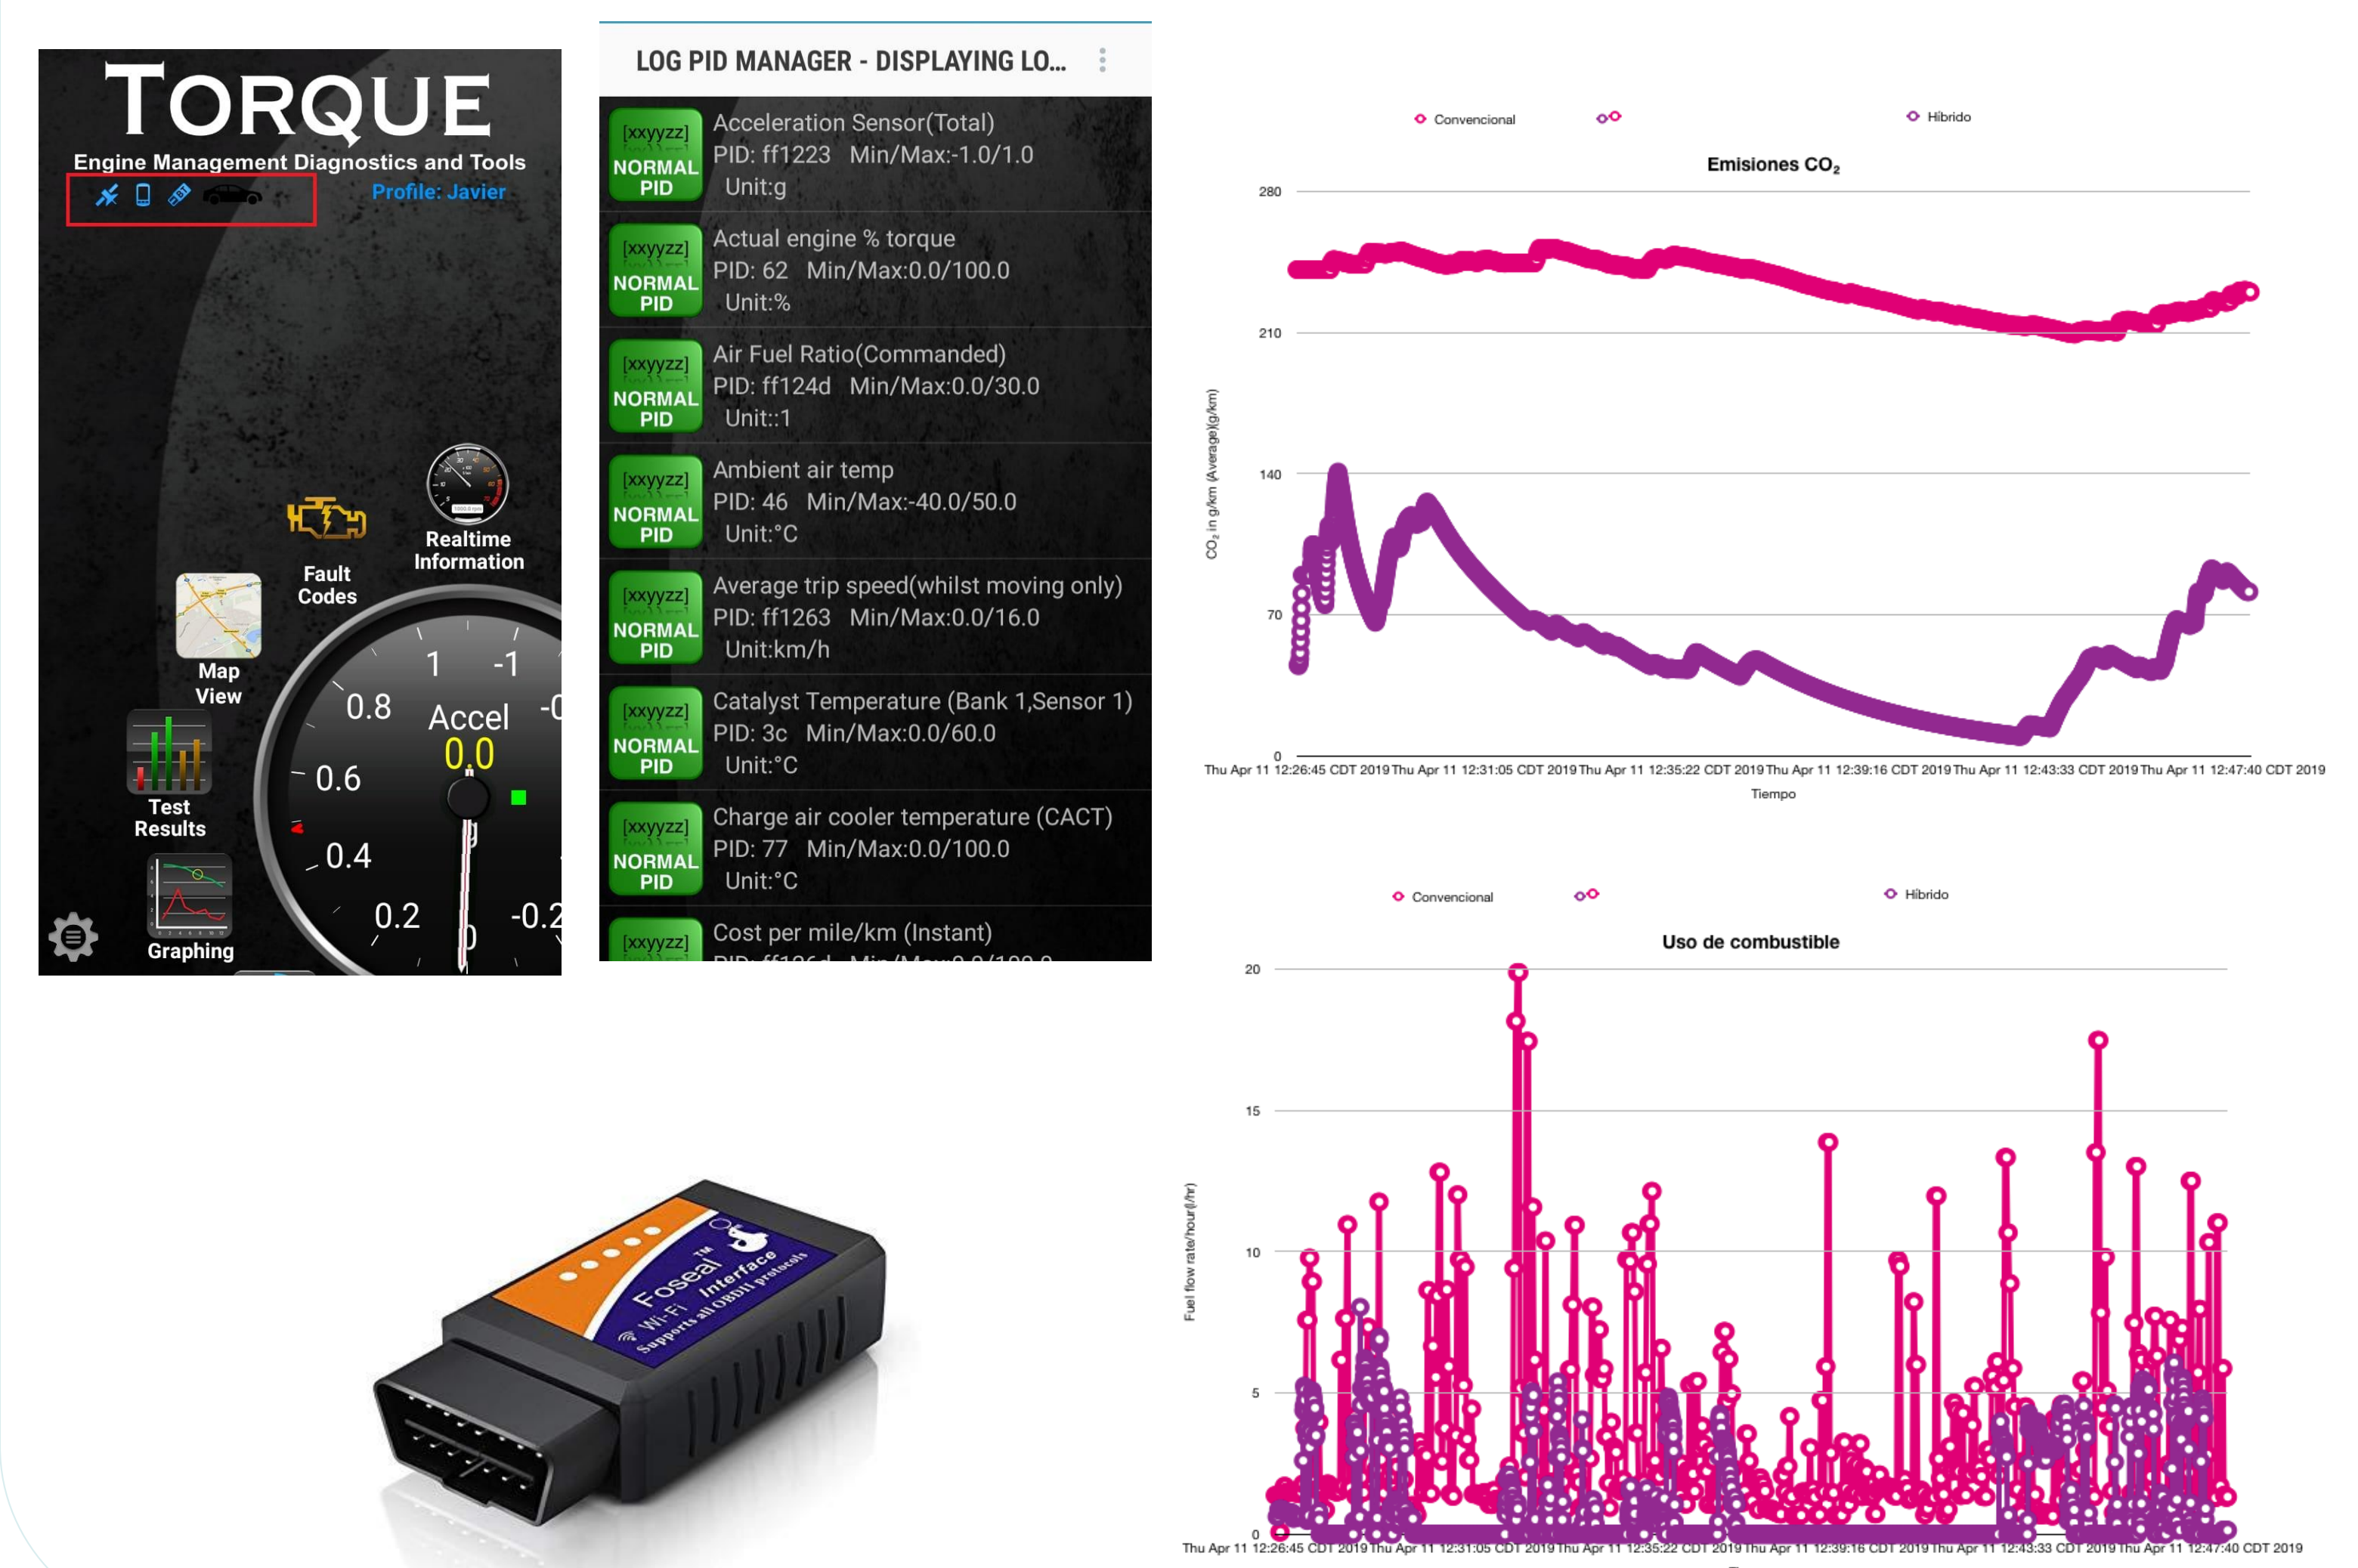 TORQUE
Engine Management Diagnostics and Tools
Profile: Javier
Realtime
Information
Fault
Codes
Map
View
Test
Results
Graphing
1
-1
0.8
Accel
0.0
0.6
0.4
0.2
-0.2
0
LOG PID MANAGER - DISPLAYING LO...
[xxyyzz]
NORMAL
PID
Acceleration Sensor(Total)
PID: ff1223 Min/Max:-1.0/1.0
Unit:g
[xxyyzz]
NORMAL
PID
Actual engine % torque
PID: 62 Min/Max:0.0/100.0
Unit:%
[xxyyzz]
NORMAL
PID
Air Fuel Ratio(Commanded)
PID: ff124d Min/Max:0.0/30.0
Unit::1
[xxyyzz]
NORMAL
PID
Ambient air temp
PID: 46 Min/Max:-40.0/50.0
Unit:°C
[xxyyzz]
NORMAL
PID
Average trip speed(whilst moving only)
PID: ff1263 Min/Max:0.0/16.0
Unit:km/h
[xxyyzz]
NORMAL
PID
Catalyst Temperature (Bank 1,Sensor 1)
PID: 3c Min/Max:0.0/60.0
Unit:°C
[xxyyzz]
NORMAL
PID
Charge air cooler temperature (CACT)
PID: 77 Min/Max:0.0/100.0
Unit:°C
[xxyyzz]
Cost per mile/km (Instant)
Foseal™
Wi-Fi Interface
Supports all OBDII protocols
Convencional
Híbrido
Emisiones CO₂
280
210
140
70
0
CO₂ in g/km (Average)(g/km)
Thu Apr 11 12:26:45 CDT 2019 Thu Apr 11 12:31:05 CDT 2019 Thu Apr 11 12:35:22 CDT 2019 Thu Apr 11 12:39:16 CDT 2019 Thu Apr 11 12:43:33 CDT 2019 Thu Apr 11 12:47:40 CDT 2019
Tiempo
Convencional
Híbrido
Uso de combustible
20
15
10
5
0
Fuel flow rate/hour(l/hr)
Thu Apr 11 12:26:45 CDT 2019 Thu Apr 11 12:31:05 CDT 2019 Thu Apr 11 12:35:22 CDT 2019 Thu Apr 11 12:39:16 CDT 2019 Thu Apr 11 12:43:33 CDT 2019 Thu Apr 11 12:47:40 CDT 2019